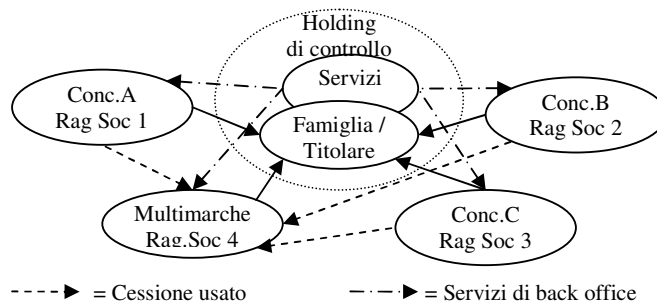 Holding
di controllo
Servizi
Conc.A
Rag Soc 1
Conc.B
Rag Soc 2
Famiglia /
Titolare
Multimarche
Rag.Soc 4
Conc.C
Rag Soc 3
= Cessione usato
= Servizi di back office